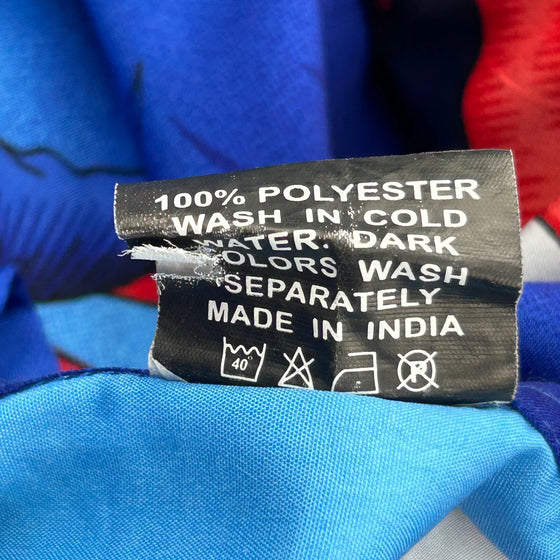 100% POLYESTER
WASH IN COLD
WATER. DARK
COLORS WASH
SEPARATELY
MADE IN INDIA
40° P